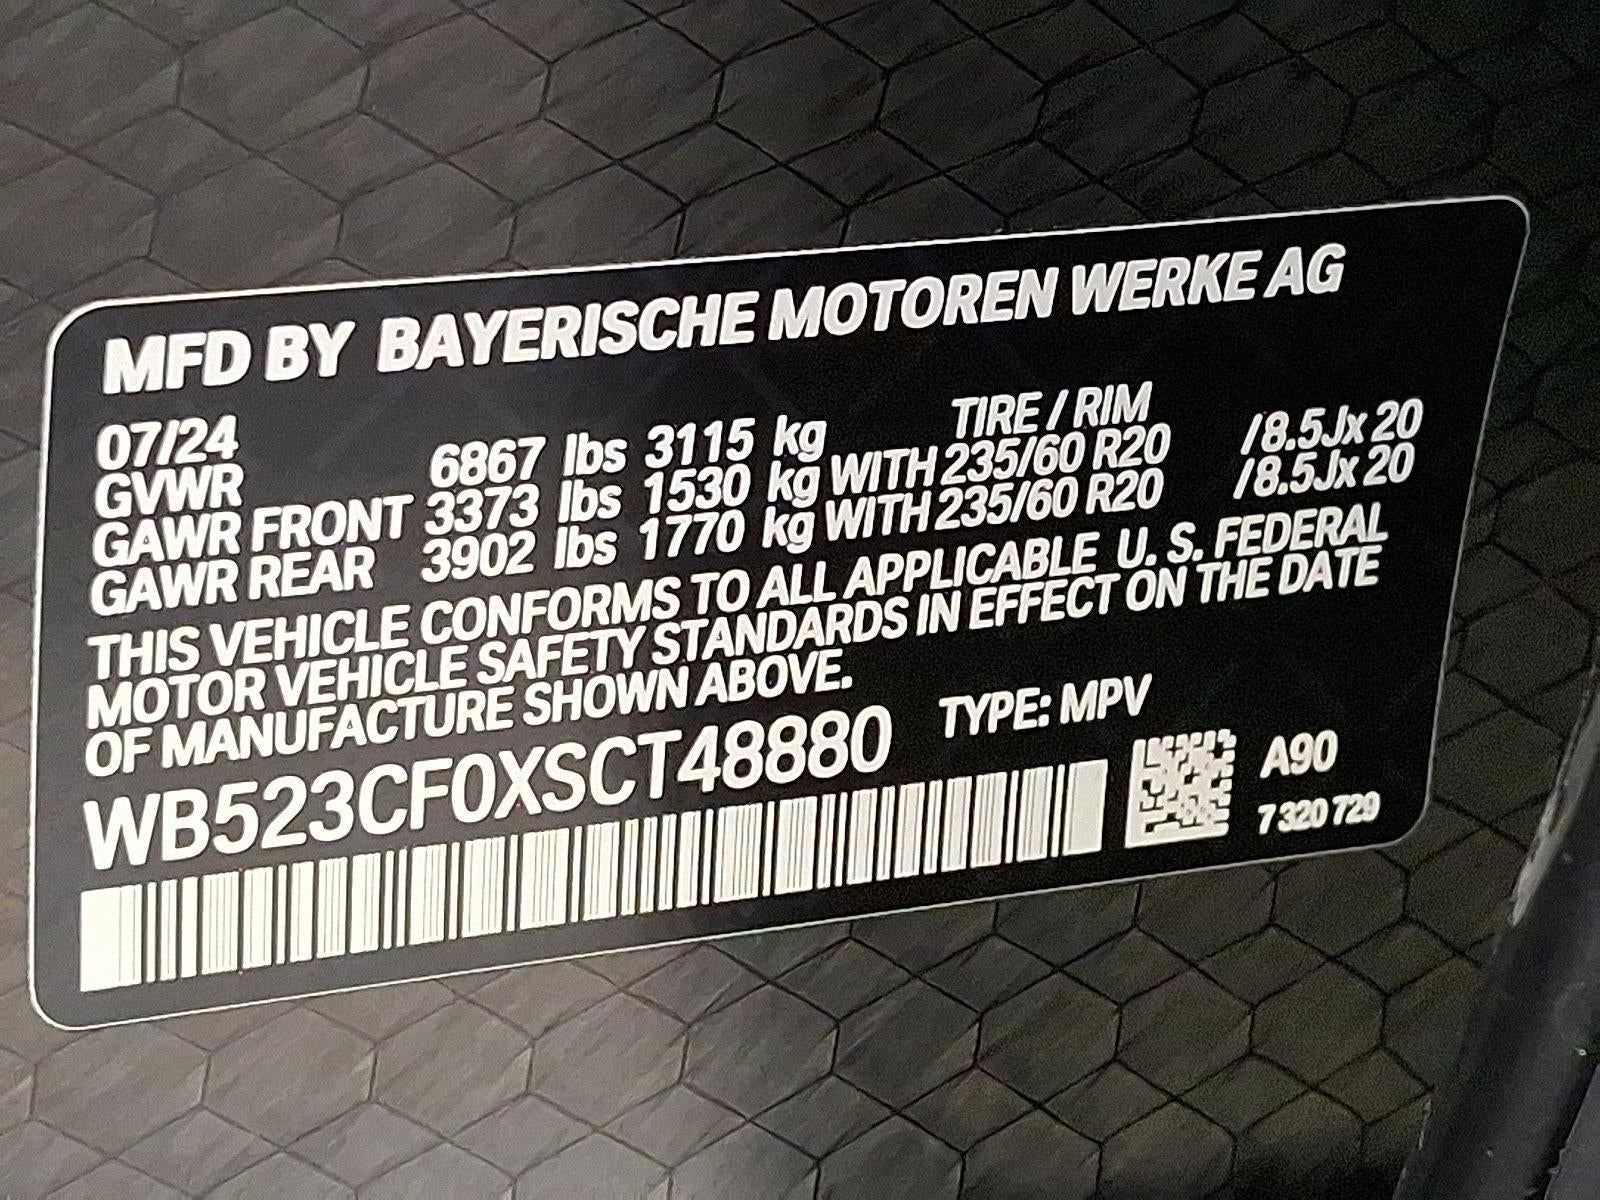 MFD BY BAYERISCHE MOTOREN WERKE AG
07/24 TIRE / RIM
GVWR 6867 lbs 3115 kg
GAWR FRONT 3373 lbs 1530 kg WITH 235/60 R20 /8.5Jx 20
GAWR REAR 3902 lbs 1770 kg WITH 235/60 R20 /8.5Jx 20
THIS VEHICLE CONFORMS TO ALL APPLICABLE U. S. FEDERAL
MOTOR VEHICLE SAFETY STANDARDS IN EFFECT ON THE DATE
OF MANUFACTURE SHOWN ABOVE.
WB523CF0XSCT48880 TYPE: MPV
A90
7 320 729